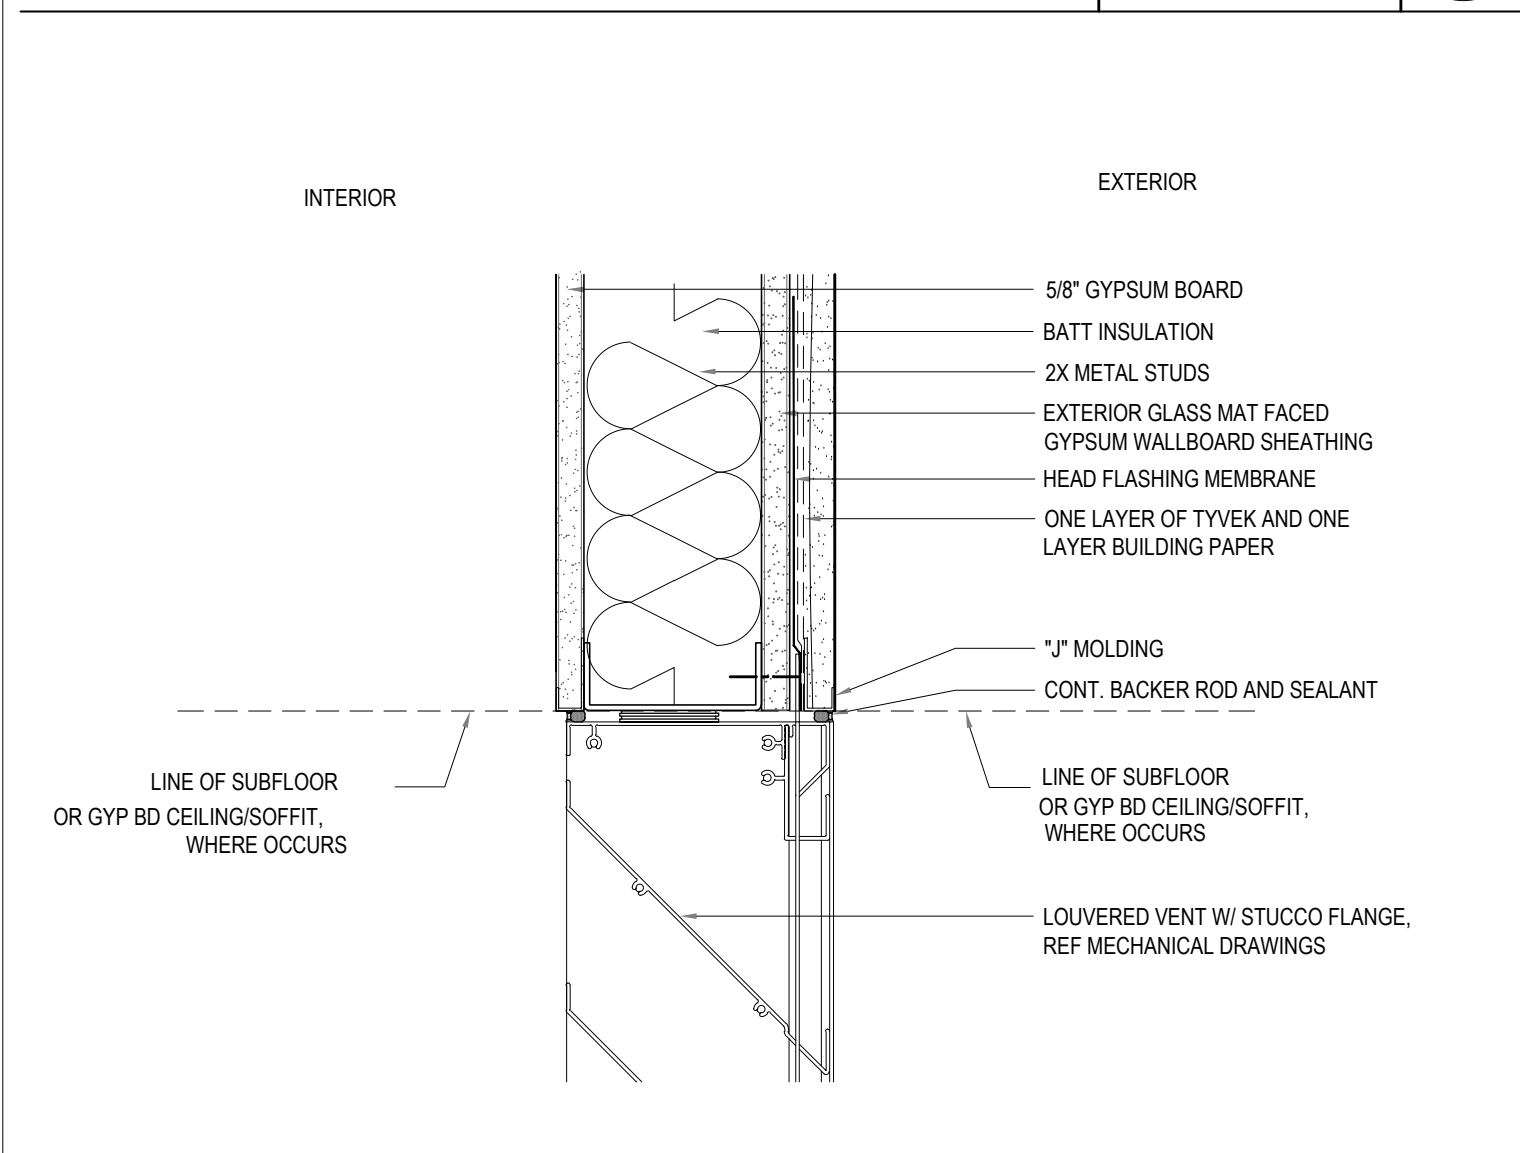 INTERIOR
EXTERIOR
5/8" GYPSUM BOARD
BATT INSULATION
2X METAL STUDS
EXTERIOR GLASS MAT FACED
GYPSUM WALLBOARD SHEATHING
HEAD FLASHING MEMBRANE
ONE LAYER OF TYVEK AND ONE
LAYER BUILDING PAPER
"J" MOLDING
CONT. BACKER ROD AND SEALANT
LINE OF SUBFLOOR
OR GYP BD CEILING/SOFFIT,
WHERE OCCURS
LINE OF SUBFLOOR
OR GYP BD CEILING/SOFFIT,
WHERE OCCURS
LOUVERED VENT W/ STUCCO FLANGE,
REF MECHANICAL DRAWINGS